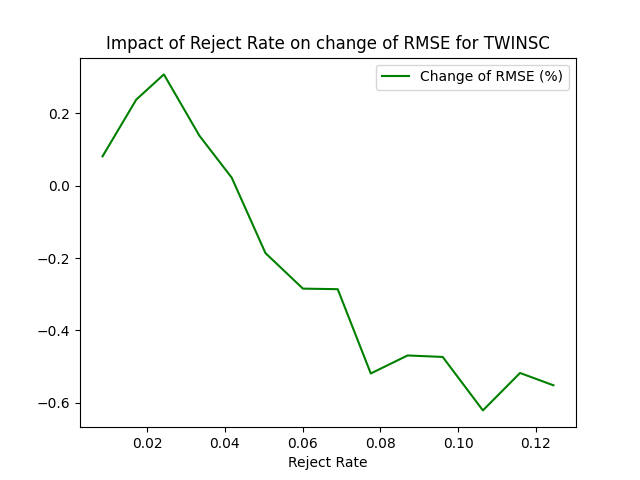 Impact of Reject Rate on change of RMSE for TWINSC
Change of RMSE (%)
0.2
0.0
−0.2
−0.4
−0.6
0.02 0.04 0.06 0.08 0.10 0.12
Reject Rate